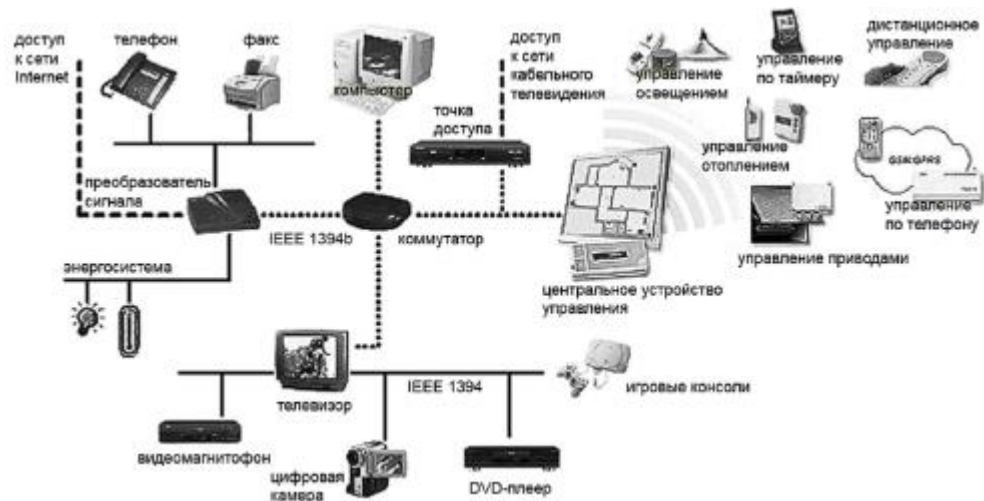 доступ
к сети
Internet
телефон
факс
компьютер
доступ
к сети
кабельного
телевидения
управление
освещением
управление
по таймеру
дистанционное
управление
точка
доступа
управление
отоплением
GSM/GPRS
преобразователь
сигнала
IEEE 1394b
коммутатор
управление
по телефону
управление приводами
энергосистема
центральное устройство
управления
телевизор
IEEE 1394
игровые консоли
видеомагнитофон
цифровая
камера
DVD-плеер